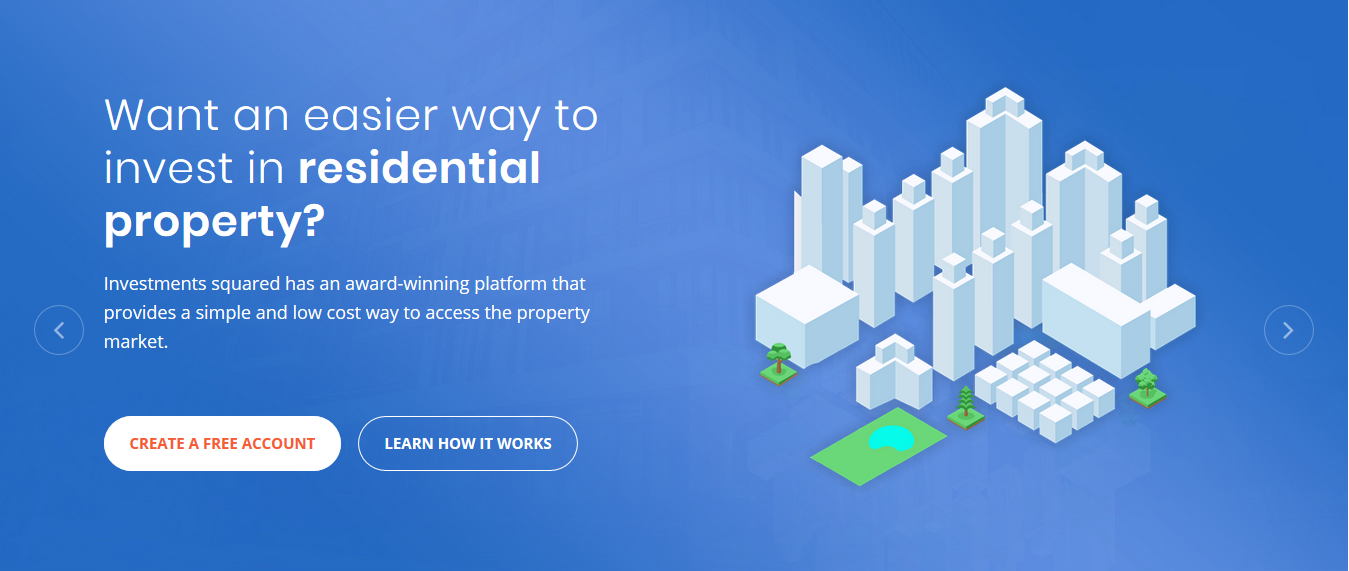 Want an easier way to
invest in residential
property?
Investments squared has an award-winning platform that
provides a simple and low cost way to access the property
market.
CREATE A FREE ACCOUNT
LEARN HOW IT WORKS